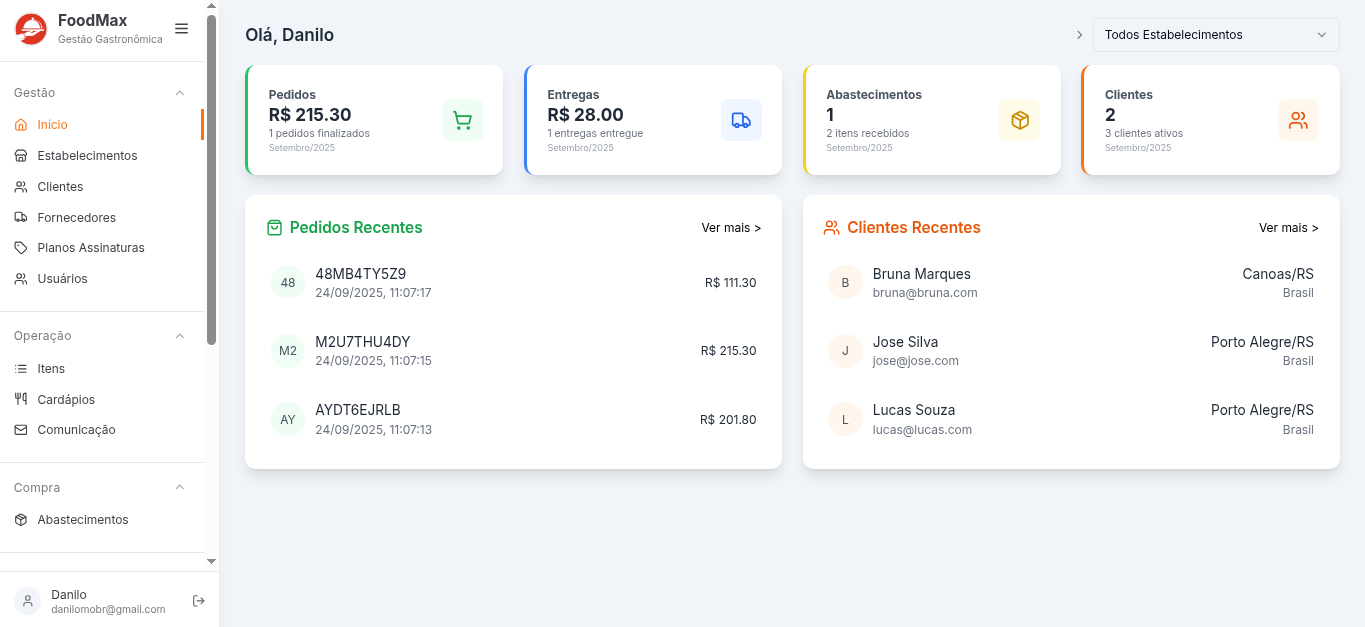 FoodMax
Gestão Gastronômica
Gestão
Início
Estabelecimentos
Clientes
Fornecedores
Planos Assinaturas
Usuários
Operação
Itens
Cardápios
Comunicação
Compra
Abastecimentos
Danilo
danilomobr@gmail.com
Olá, Danilo
Todos Estabelecimentos
Pedidos
R$ 215.30
1 pedidos finalizados
Setembro/2025
Entregas
R$ 28.00
1 entregas entregue
Setembro/2025
Abastecimentos
1
2 itens recebidos
Setembro/2025
Clientes
2
3 clientes ativos
Setembro/2025
Pedidos Recentes
Ver mais >
48
48MB4TY5Z9
24/09/2025, 11:07:17
R$ 111.30
M2
M2U7THU4DY
24/09/2025, 11:07:15
R$ 215.30
AY
AYDT6EJRLB
24/09/2025, 11:07:13
R$ 201.80
Clientes Recentes
Ver mais >
B
Bruna Marques
bruna@bruna.com
Canoas/RS
Brasil
J
Jose Silva
jose@jose.com
Porto Alegre/RS
Brasil
L
Lucas Souza
lucas@lucas.com
Porto Alegre/RS
Brasil